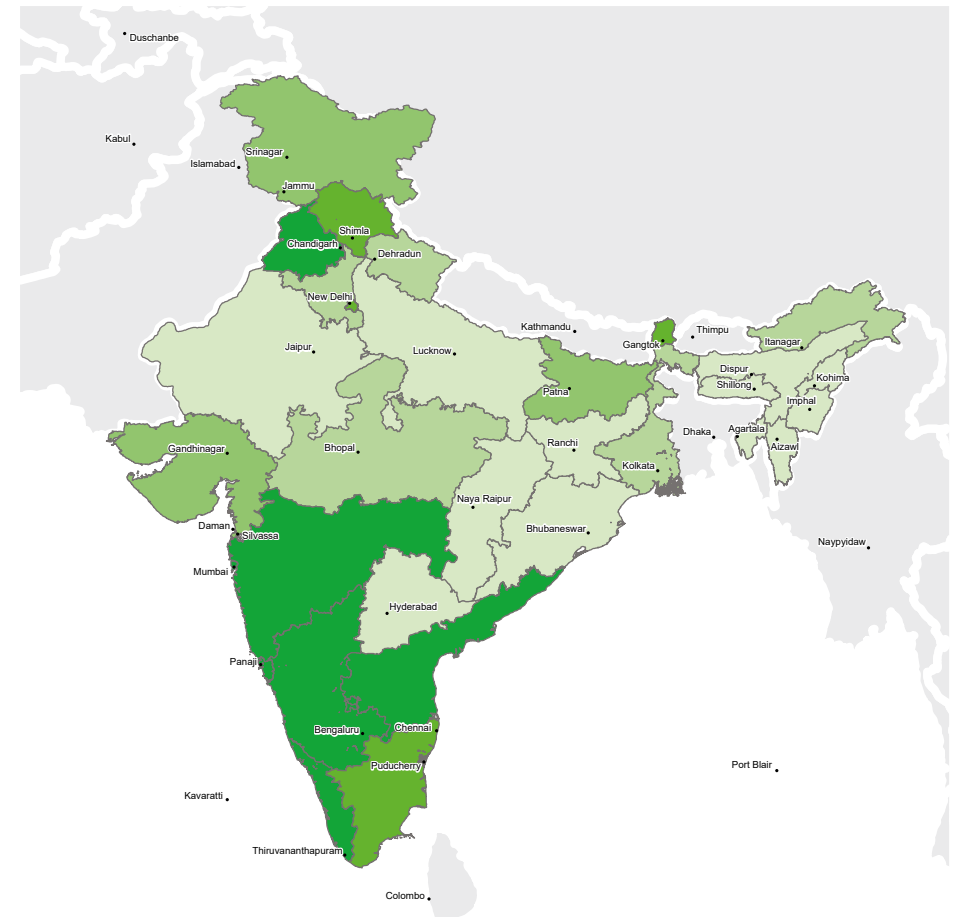 Duschanbe
Kabul
Islamabad
Srinagar
Jammu
Shimla
Chandigarh
Dehradun
New Delhi
Kathmandu
Thimpu
Gangtok
Itanagar
Jaipur
Lucknow
Dispur
Shillong
Kohima
Patna
Imphal
Dhaka
Agartala
Aizawl
Gandhinagar
Bhopal
Ranchi
Kolkata
Naya Raipur
Daman
Silvassa
Bhubaneswar
Naypyidaw
Mumbai
Hyderabad
Panaji
Bengaluru
Chennai
Puducherry
Port Blair
Kavaratti
Thiruvananthapuram
Colombo